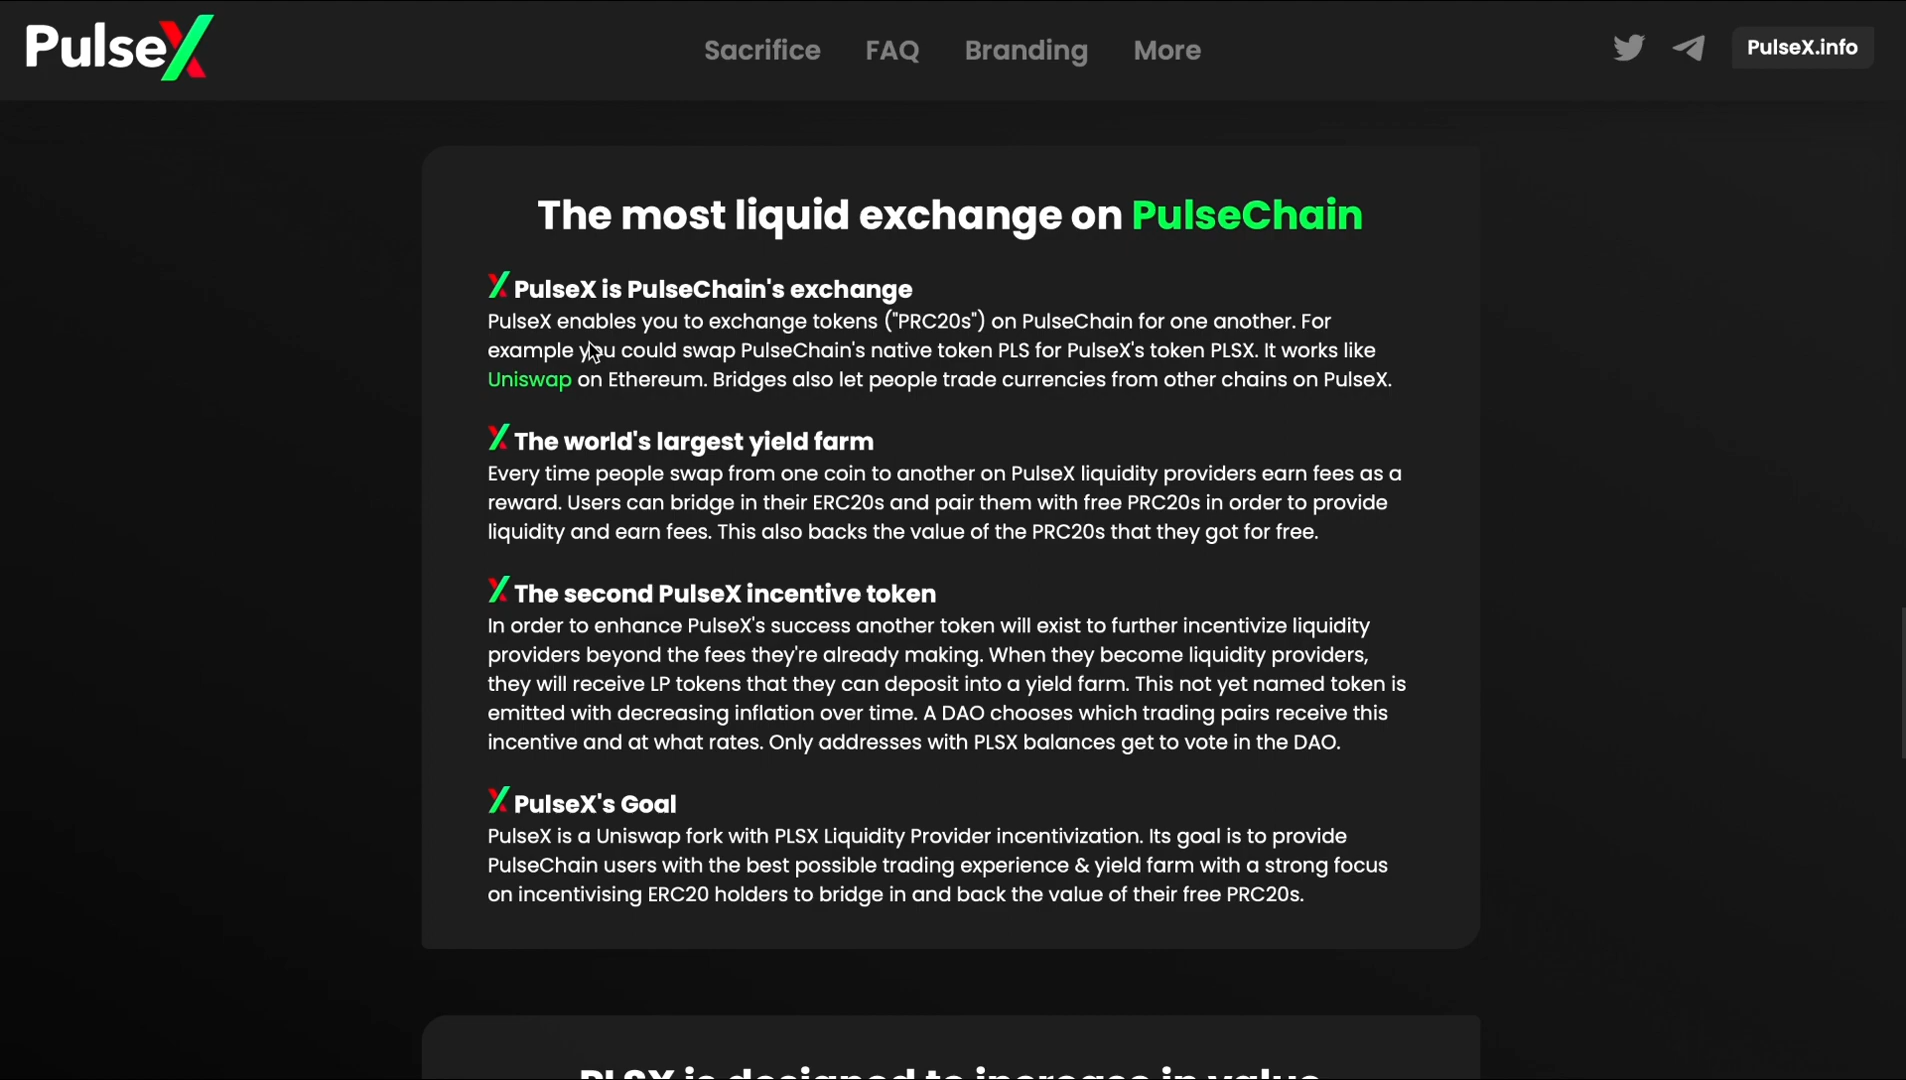 PulseX
Sacrifice
FAQ
Branding
More
PulseX.info
The most liquid exchange on PulseChain
PulseX is PulseChain's exchange
PulseX enables you to exchange tokens ("PRC20s") on PulseChain for one another. For
example you could swap PulseChain's native token PLS for PulseX's token PLSX. It works like
Uniswap on Ethereum. Bridges also let people trade currencies from other chains on PulseX.
The world's largest yield farm
Every time people swap from one coin to another on PulseX liquidity providers earn fees as a
reward. Users can bridge in their ERC20s and pair them with free PRC20s in order to provide
liquidity and earn fees. This also backs the value of the PRC20s that they got for free.
The second PulseX incentive token
In order to enhance PulseX's success another token will exist to further incentivize liquidity
providers beyond the fees they're already making. When they become liquidity providers,
they will receive LP tokens that they can deposit into a yield farm. This not yet named token is
emitted with decreasing inflation over time. A DAO chooses which trading pairs receive this
incentive and at what rates. Only addresses with PLSX balances get to vote in the DAO.
PulseX's Goal
PulseX is a Uniswap fork with PLSX Liquidity Provider incentivization. Its goal is to provide
PulseChain users with the best possible trading experience & yield farm with a strong focus
on incentivising ERC20 holders to bridge in and back the value of their free PRC20s.
PLSX is designed to increase in value